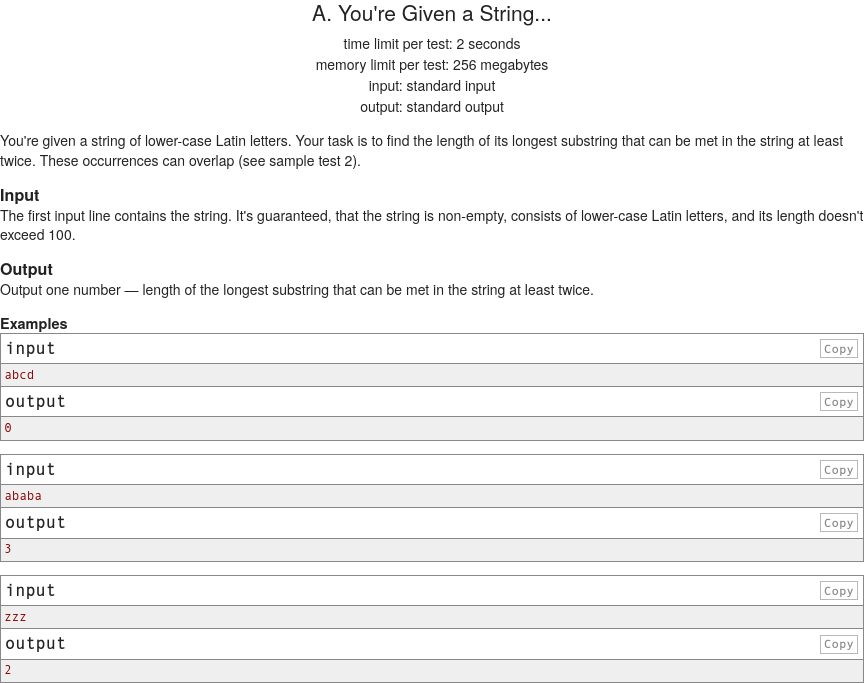 A. You're Given a String...
time limit per test: 2 seconds
memory limit per test: 256 megabytes
input: standard input
output: standard output
You're given a string of lower-case Latin letters. Your task is to find the length of its longest substring that can be met in the string at least
twice. These occurrences can overlap (see sample test 2).
Input
The first input line contains the string. It's guaranteed, that the string is non-empty, consists of lower-case Latin letters, and its length doesn't
exceed 100.
Output
Output one number — length of the longest substring that can be met in the string at least twice.
Examples
input Copy
abcd
output Copy
0
input Copy
ababa
output Copy
3
input Copy
zzz
output Copy
2